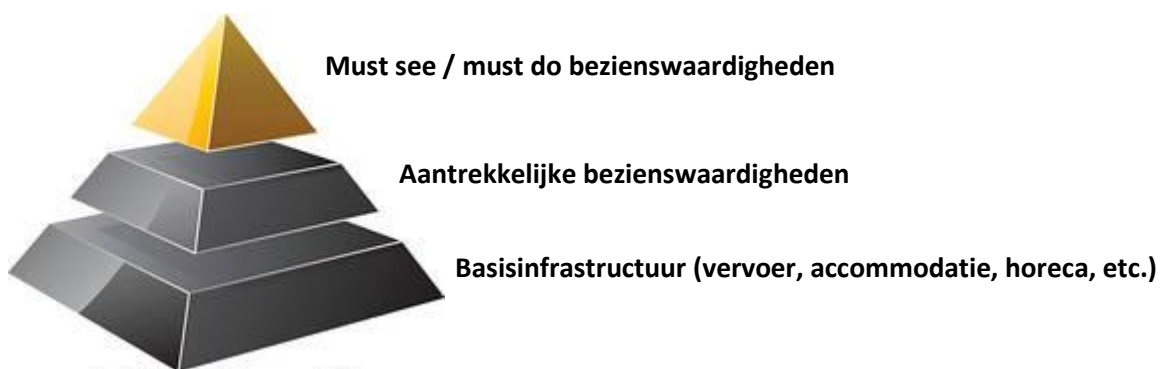 Must see / must do bezienswaardigheden
Aantrekkelijke bezienswaardigheden
Basisinfrastructuur (vervoer, accommodatie, horeca, etc.)